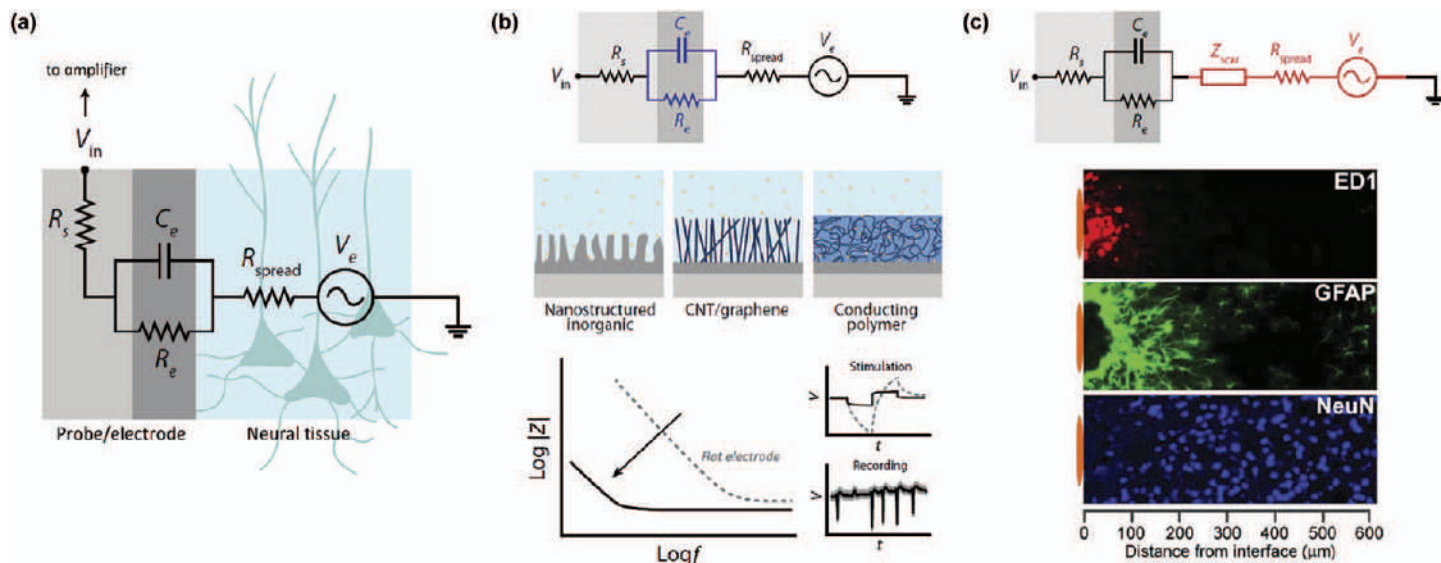 (a)
to amplifier
V_in
R_s
C_e
R_e
R_spread
V_e
Probe/electrode
Neural tissue
(b)
V_in
R_s
C_e
R_e
R_spread
V_e
Nanostructured
inorganic
CNT/graphene
Conducting
polymer
Log |Z|
Log f
Flat electrode
Stimulation
V
t
Recording
V
t
(c)
V_in
R_s
C_e
R_e
Z_scar
R_spread
V_e
ED1
GFAP
NeuN
0 100 200 300 400 500 600
Distance from interface (μm)